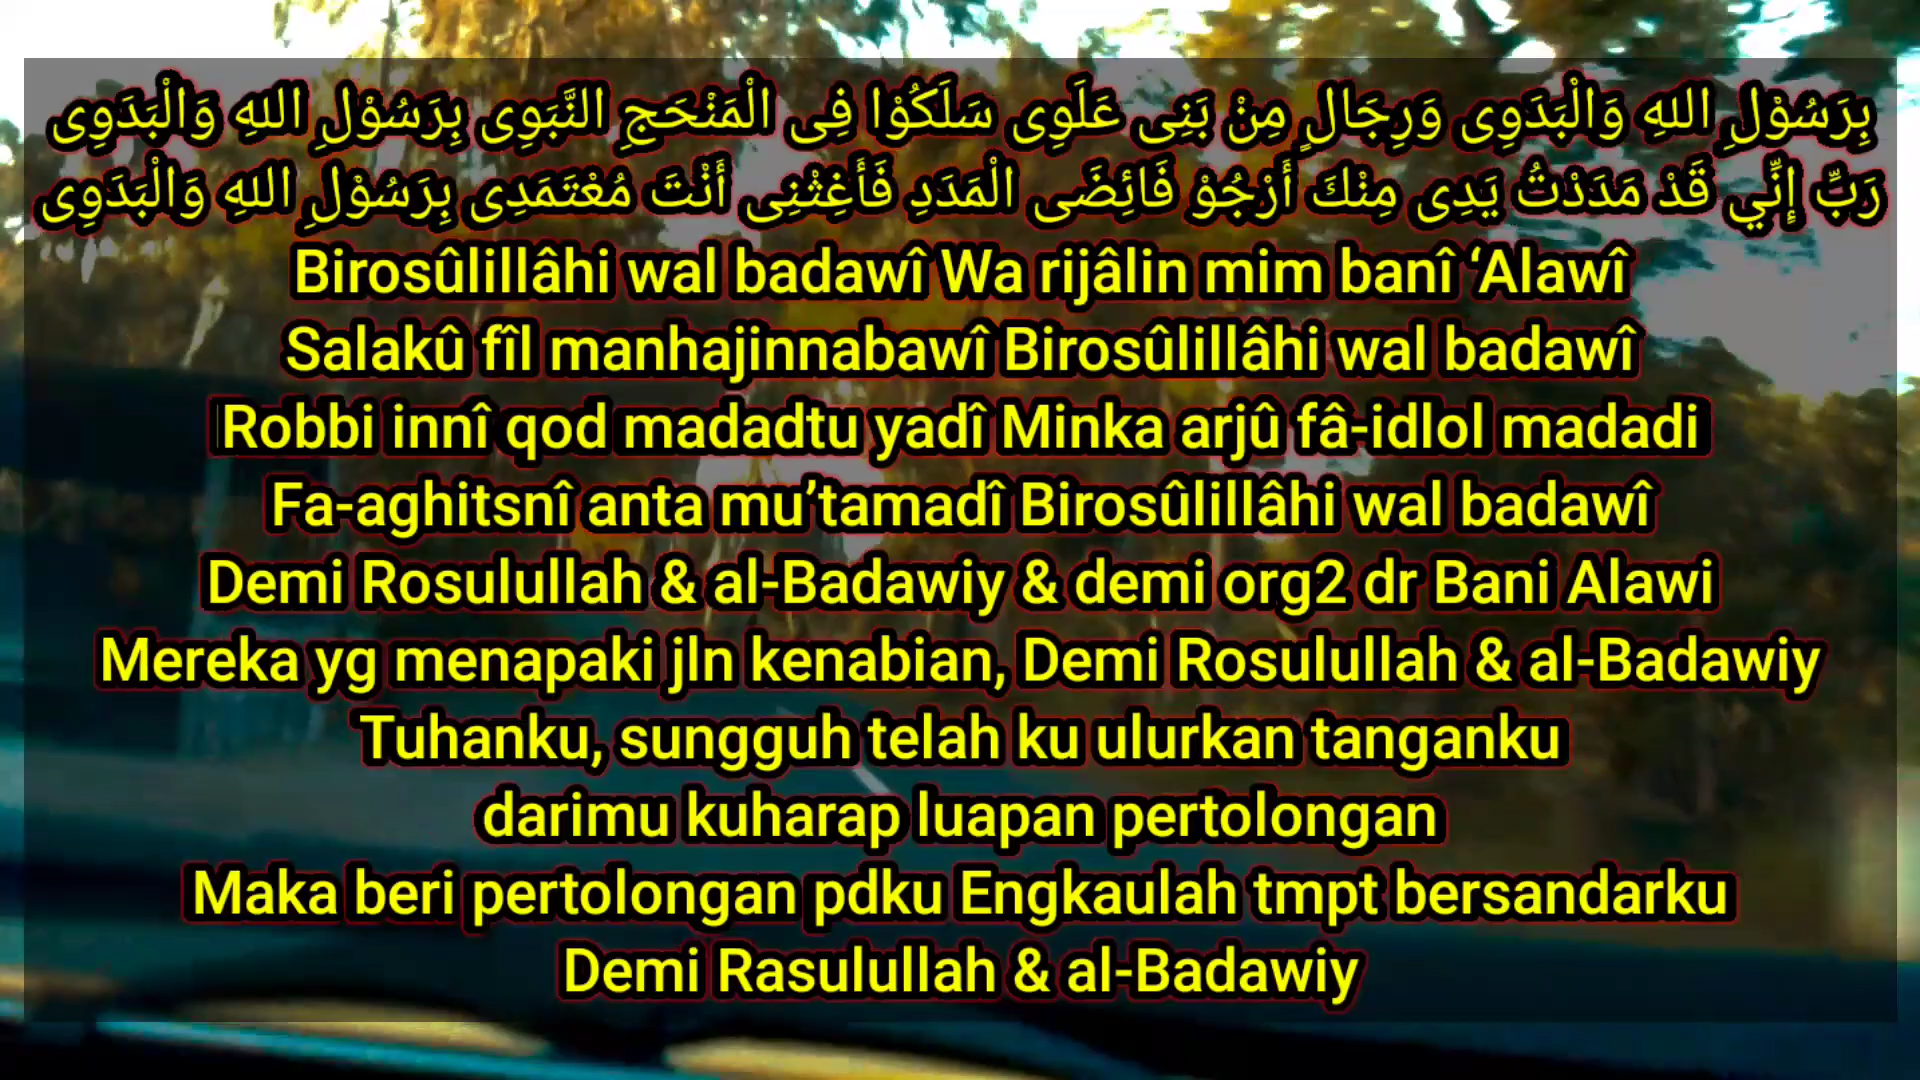 بِرَسُوْلِ اللهِ وَالْبَدَوِى وَرِجَالٍ مِنْ بَنِى عَلَوِى سَلَكُوْا فِى الْمَنْحَجِ النَّبَوِى بِرَسُوْلِ اللهِ وَالْبَدَوِى
رَبِّ إِنِّي قَدْ مَدَدْتُ يَدِى مِنْكَ أَرْجُوْ فَائِضَى الْمَدَدِ فَأَغِثْنِى أَنْتَ مُعْتَمَدِى بِرَسُوْلِ اللهِ وَالْبَدَوِى
Birosûlillâhi wal badawî Wa rijâlin mim banî ‘Alawî
Salakû fîl manhajinnabawî Birosûlillâhi wal badawî
Robbi innî qod madadtu yadî Minka arjû fâ-idlol madadi
Fa-aghitsnî anta mu’tamadî Birosûlillâhi wal badawî
Demi Rosulullah & al-Badawiy & demi org2 dr Bani Alawi
Mereka yg menapaki jln kenabian, Demi Rosulullah & al-Badawiy
Tuhanku, sungguh telah ku ulurkan tanganku
darimu kuharap luapan pertolongan
Maka beri pertolongan pdku Engkaulah tmpt bersandarku
Demi Rasulullah & al-Badawiy